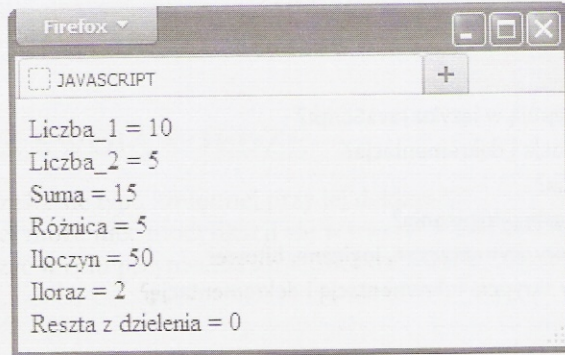 Firefox
JAVASCRIPT
+
Liczba_1 = 10
Liczba_2 = 5
Suma = 15
Różnica = 5
Iloczyn = 50
Iloraz = 2
Reszta z dzielenia = 0